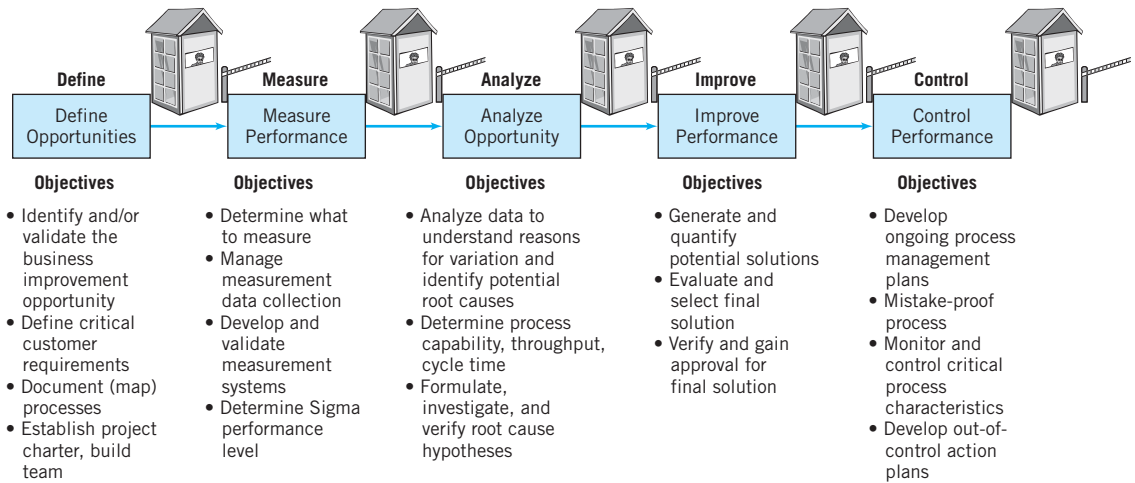 Define
Define
Opportunities
Objectives
• Identify and/or
validate the
business
improvement
opportunity
• Define critical
customer
requirements
• Document (map)
processes
• Establish project
charter, build
team
Measure
Measure
Performance
Objectives
• Determine what
to measure
• Manage
measurement
data collection
• Develop and
validate
measurement
systems
• Determine Sigma
performance
level
Analyze
Analyze
Opportunity
Objectives
• Analyze data to
understand reasons
for variation and
identify potential
root causes
• Determine process
capability, throughput,
cycle time
• Formulate,
investigate, and
verify root cause
hypotheses
Improve
Improve
Performance
Objectives
• Generate and
quantify
potential solutions
• Evaluate and
select final
solution
• Verify and gain
approval for
final solution
Control
Control
Performance
Objectives
• Develop
ongoing process
management
plans
• Mistake-proof
process
• Monitor and
control critical
process
characteristics
• Develop out-of-
control action
plans